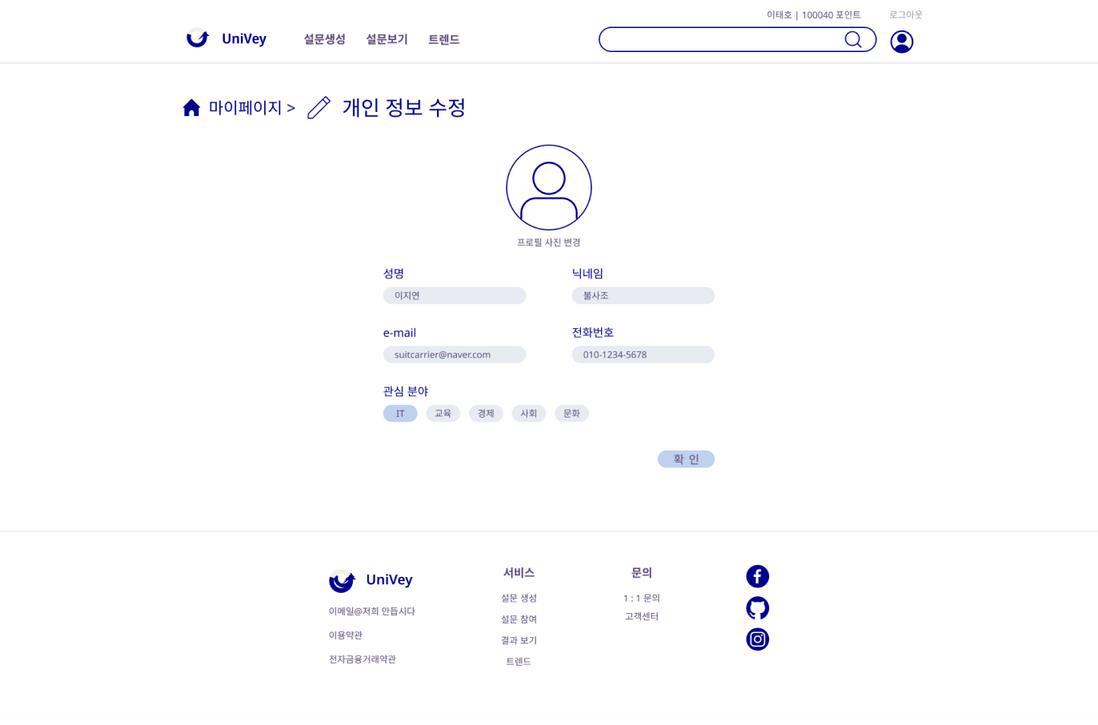 이태호 | 100040 포인트 로그아웃
UniVey 설문생성 설문보기 트렌드
마이페이지 > 개인 정보 수정
프로필 사진 변경
성명 닉네임
이지연 불사조
e-mail 전화번호
suitcarrier@naver.com 010-1234-5678
관심 분야
IT 교육 경제 사회 문화
확 인
UniVey
이메일@저희 만듭시다
이용약관
전자금융거래약관
서비스
설문 생성
설문 참여
결과 보기
트렌드
문의
1 : 1 문의
고객센터